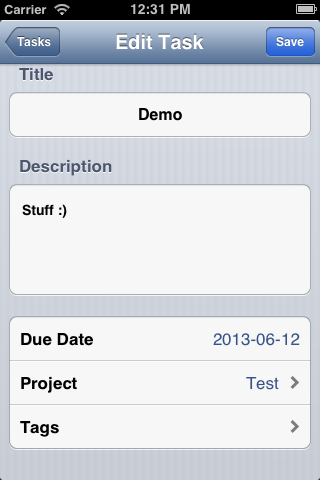 Carrier 12:31 PM
Tasks Edit Task Save
Title
Demo
Description
Stuff :)
Due Date 2013-06-12
Project Test
Tags